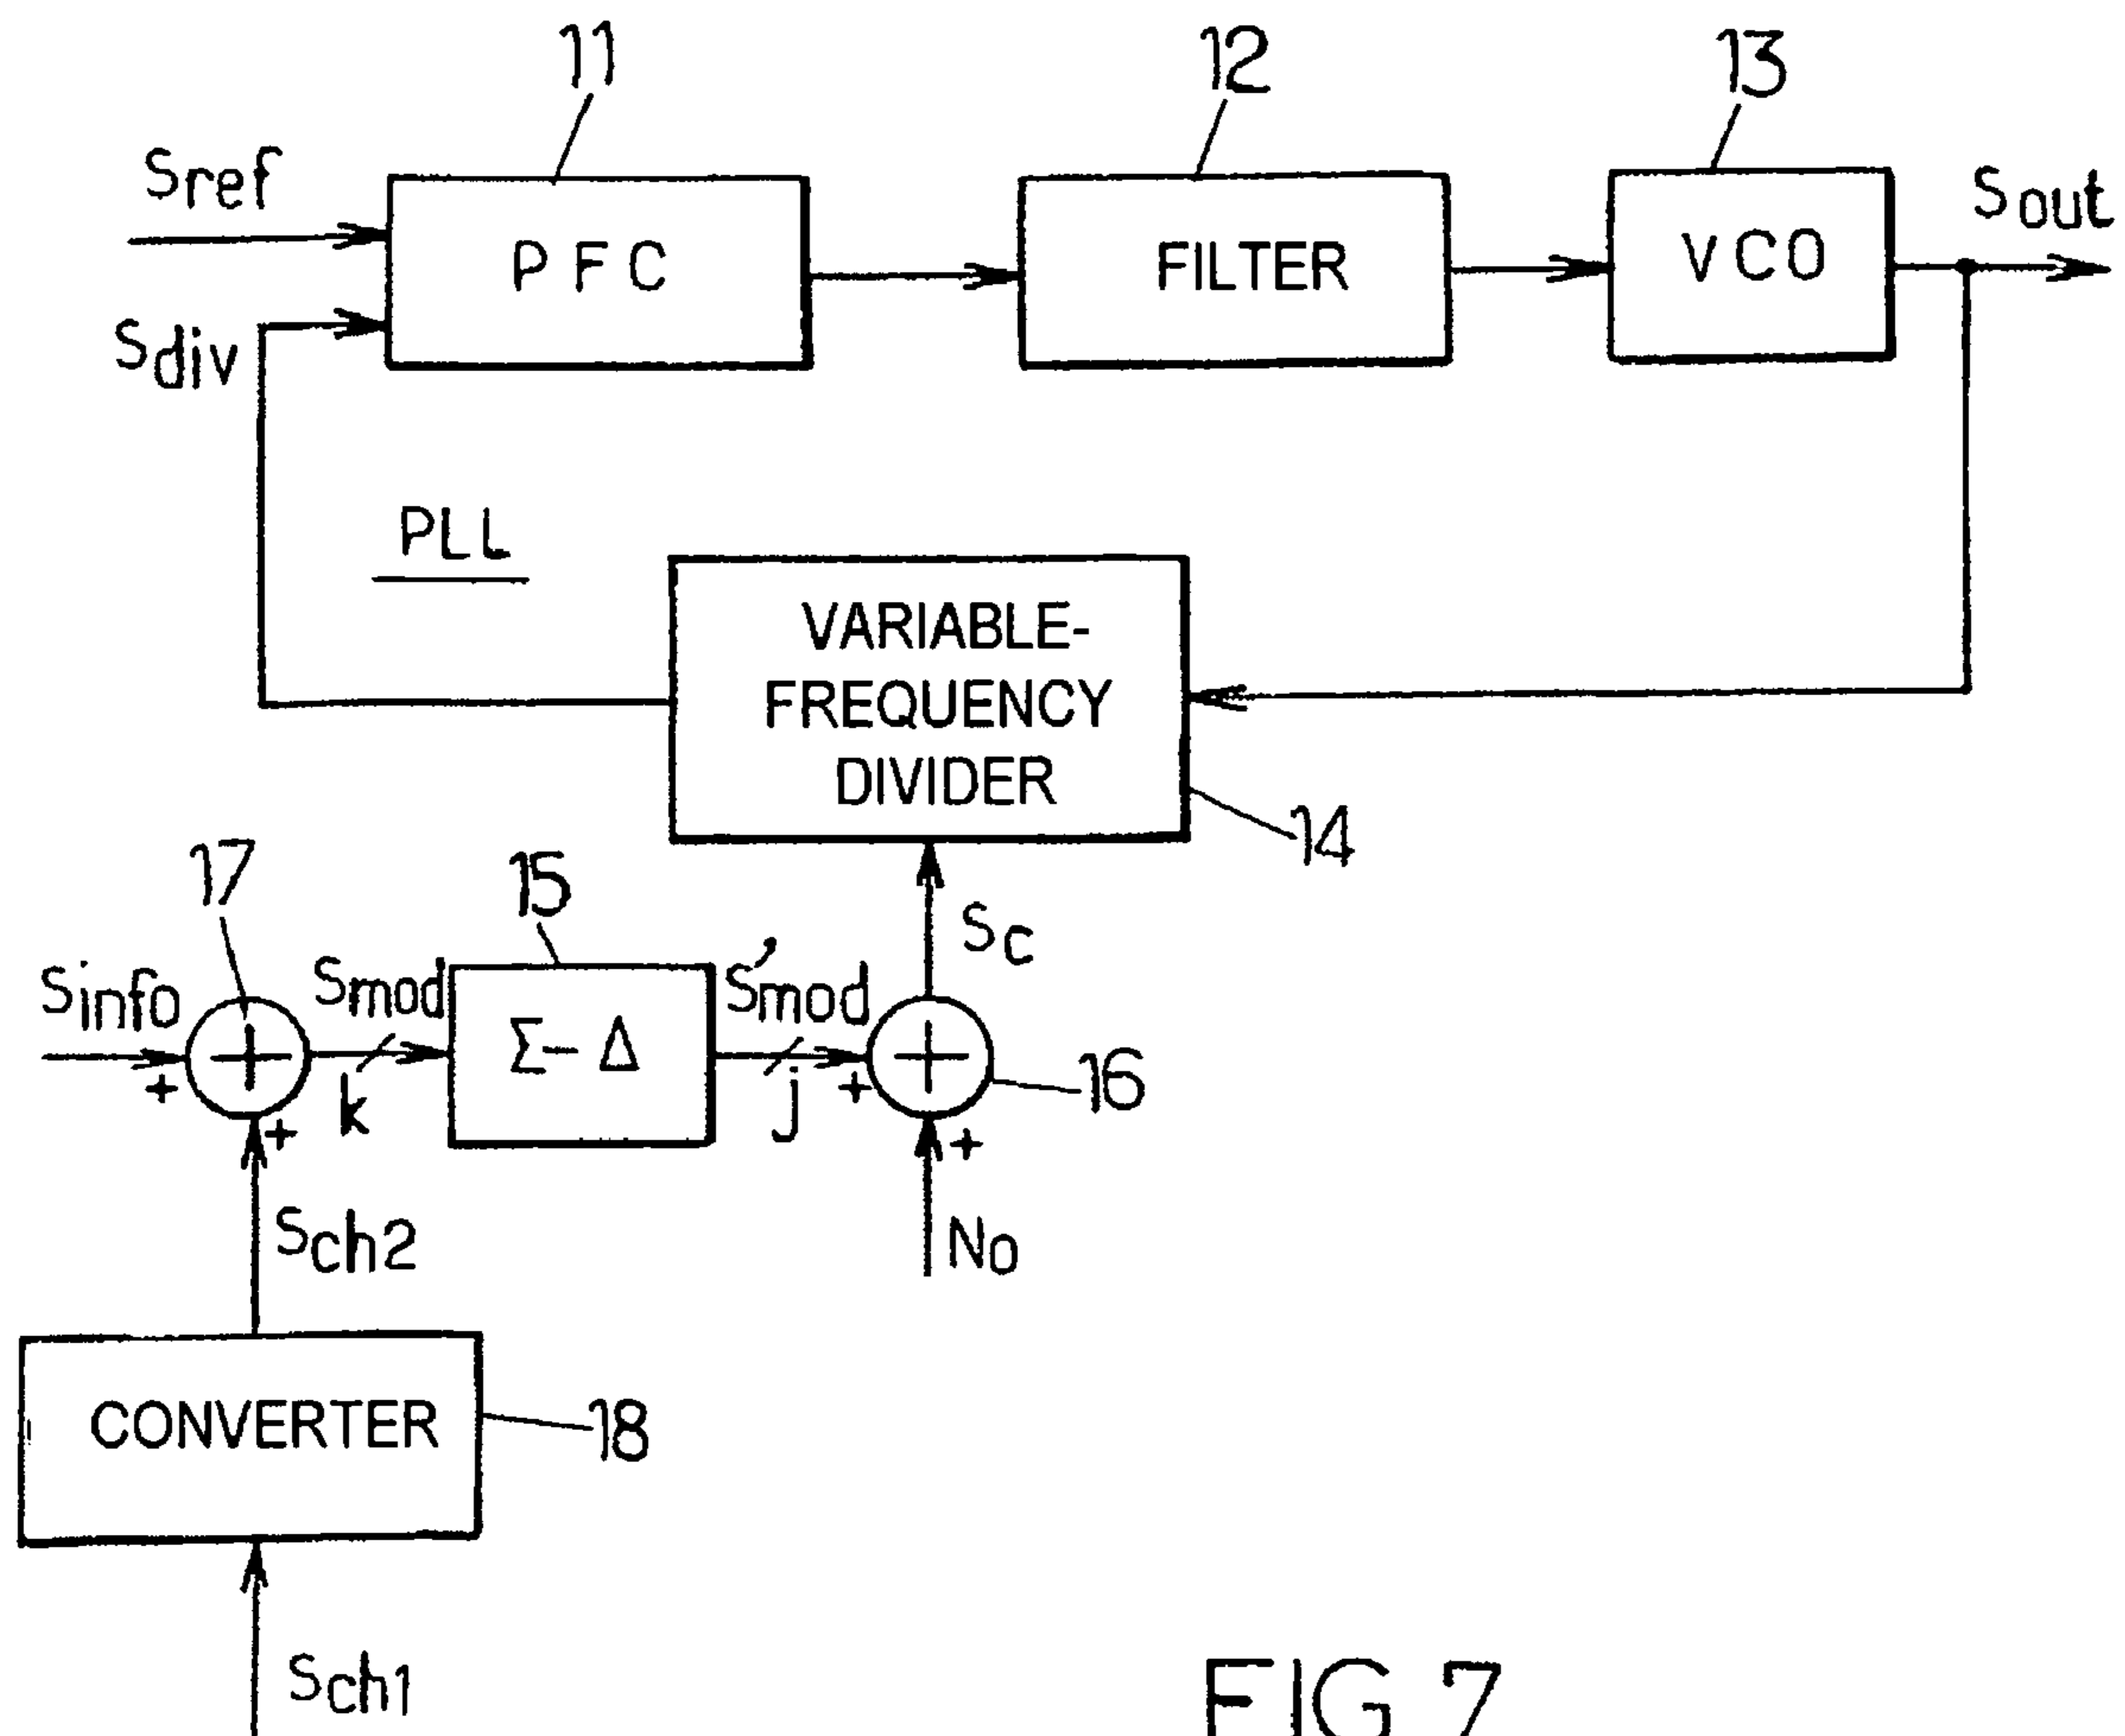 11
12
13
Sref
PFC
FILTER
VCO
Sout
Sdiv
PLL
VARIABLE-
FREQUENCY
DIVIDER
14
17
15
Sc
Sinfo
+
+
Smod
k
Σ-Δ
S'mod
j
+
+
16
Sch2
No
CONVERTER
18
Sch1
FIG 7